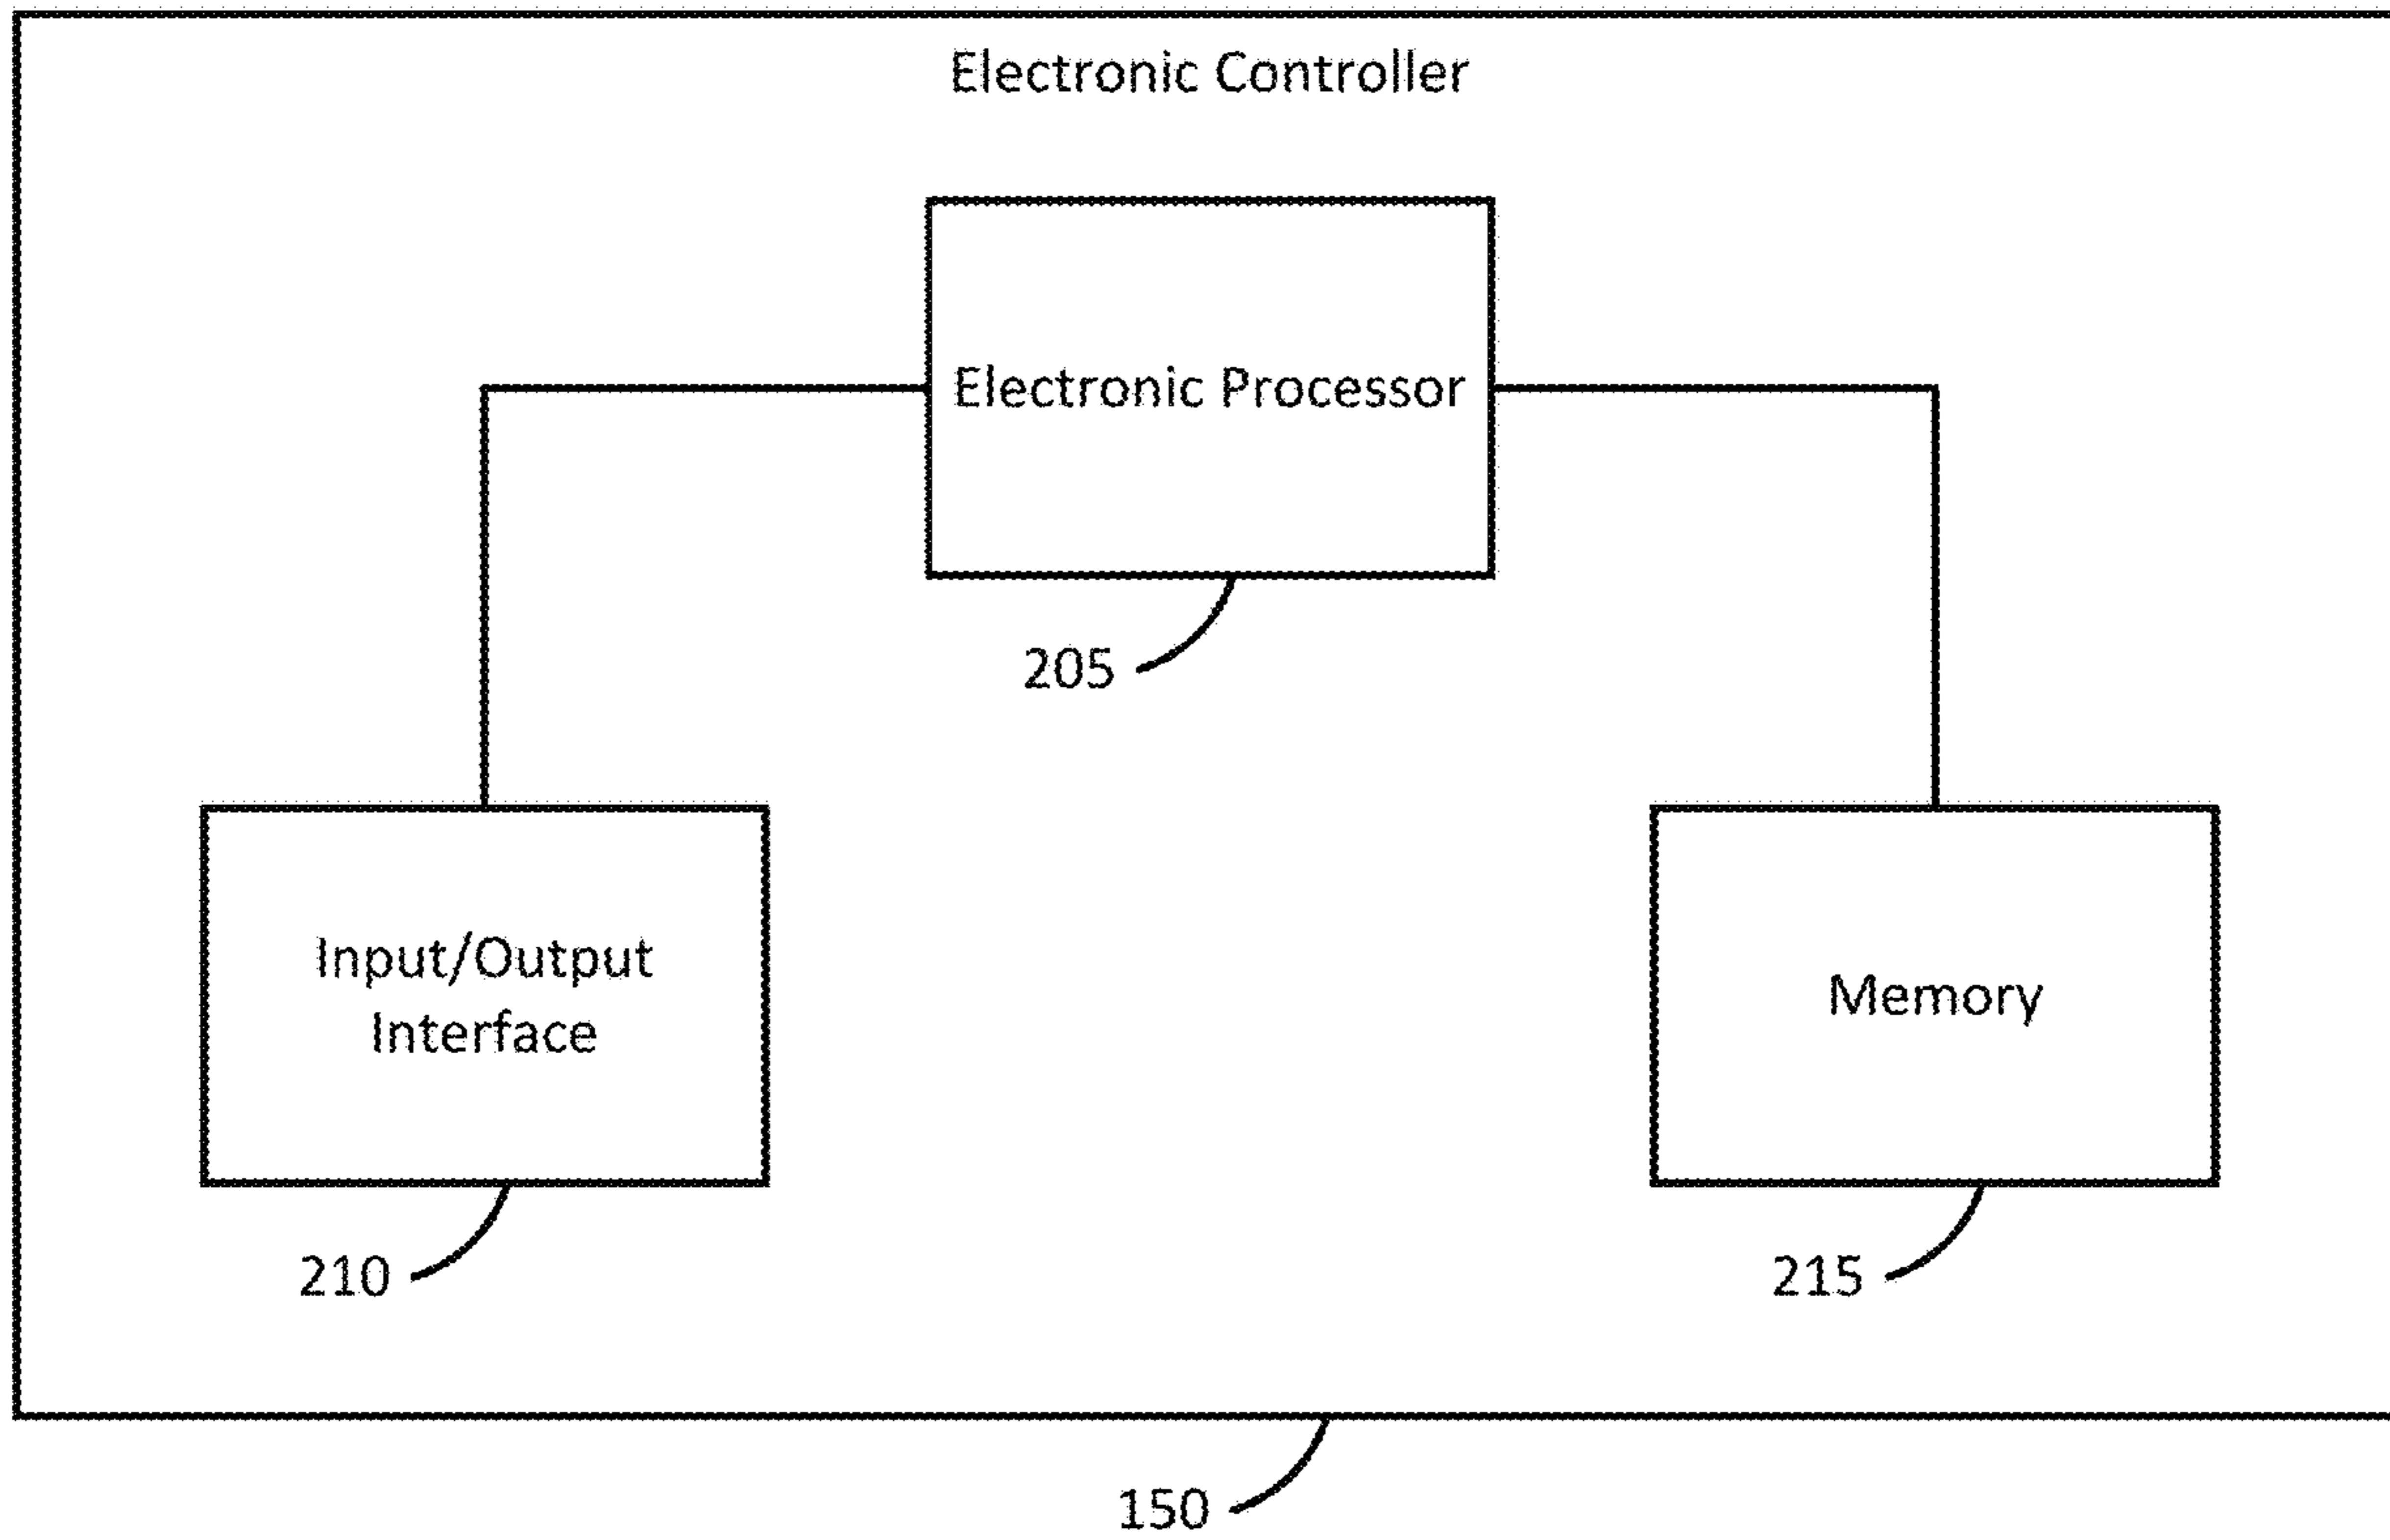 Electronic Controller
Electronic Processor
205
Input/Output
Interface
Memory
210
215
150